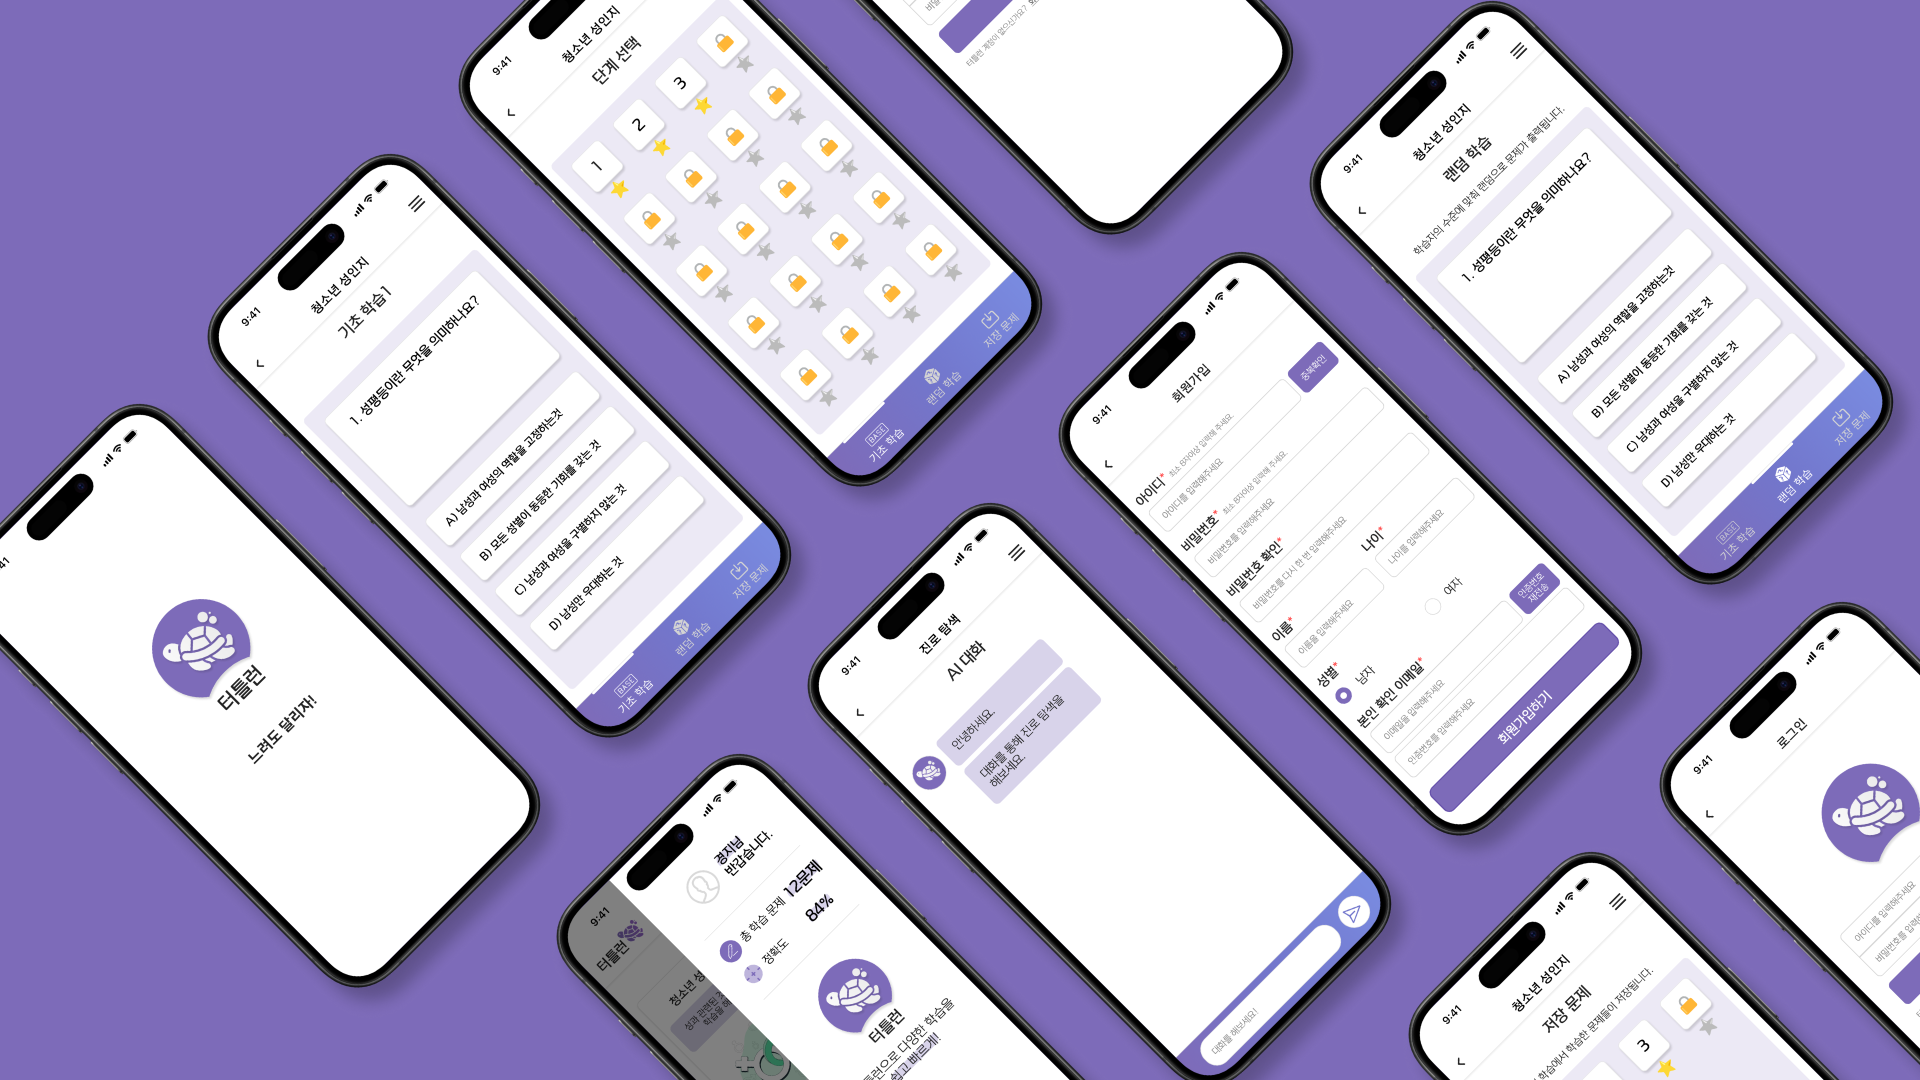 9:41
터틀런
느려도 달리자!
9:41
청소년 성인지
기초 학습1
1. 성평등이란 무엇을 의미하나요?
A) 남성과 여성의 역할을 고정하는것
B) 모든 성별이 동등한 기회를 갖는 것
C) 남성과 여성을 구별하지 않는 것
D) 남성만 우대하는 것
BASE
기초 학습
랜덤 학습
저장 문제
9:41
청소년 성인지
단계 선택
1
2
3
BASE
기초 학습
랜덤 학습
저장 문제
터틀런 계정이 없으신가요?
9:41
터틀런
청소년 성
성과 관련된
학습을 해
경지님
반갑습니다.
총 학습 문제 12문제
정확도 84%
터틀런
틀런으로 다양한 학습을
쉽고 빠르게!
9:41
진로 탐색
AI 대화
안녕하세요.
대화를 통해 진로 탐색을
해보세요.
대화를 해보세요!
9:41
회원가입
아이디* 최소 8자이상 입력해 주세요.
아이디를 입력해주세요
중복확인
비밀번호* 최소 8자이상 입력해 주세요.
비밀번호를 입력해주세요
비밀번호 확인*
비밀번호를 다시 한 번 입력해주세요
이름*
이름을 입력해주세요
나이*
나이를 입력해주세요
성별*
남자
여자
본인 확인 이메일*
이메일을 입력해주세요
인증번호
재전송
인증번호를 입력해주세요
회원가입하기
9:41
청소년 성인지
랜덤 학습
학습자의 수준에 맞춰 랜덤으로 문제가 출력됩니다.
1. 성평등이란 무엇을 의미하나요?
A) 남성과 여성의 역할을 고정하는것
B) 모든 성별이 동등한 기회를 갖는 것
C) 남성과 여성을 구별하지 않는 것
D) 남성만 우대하는 것
BASE
기초 학습
랜덤 학습
저장 문제
9:41
청소년 성인지
저장 문제
학습에서 학습한 문제들이 저장됩니다.
3
9:41
로그인
아이디를 입력해주세요
비밀번호를 입력해주세요